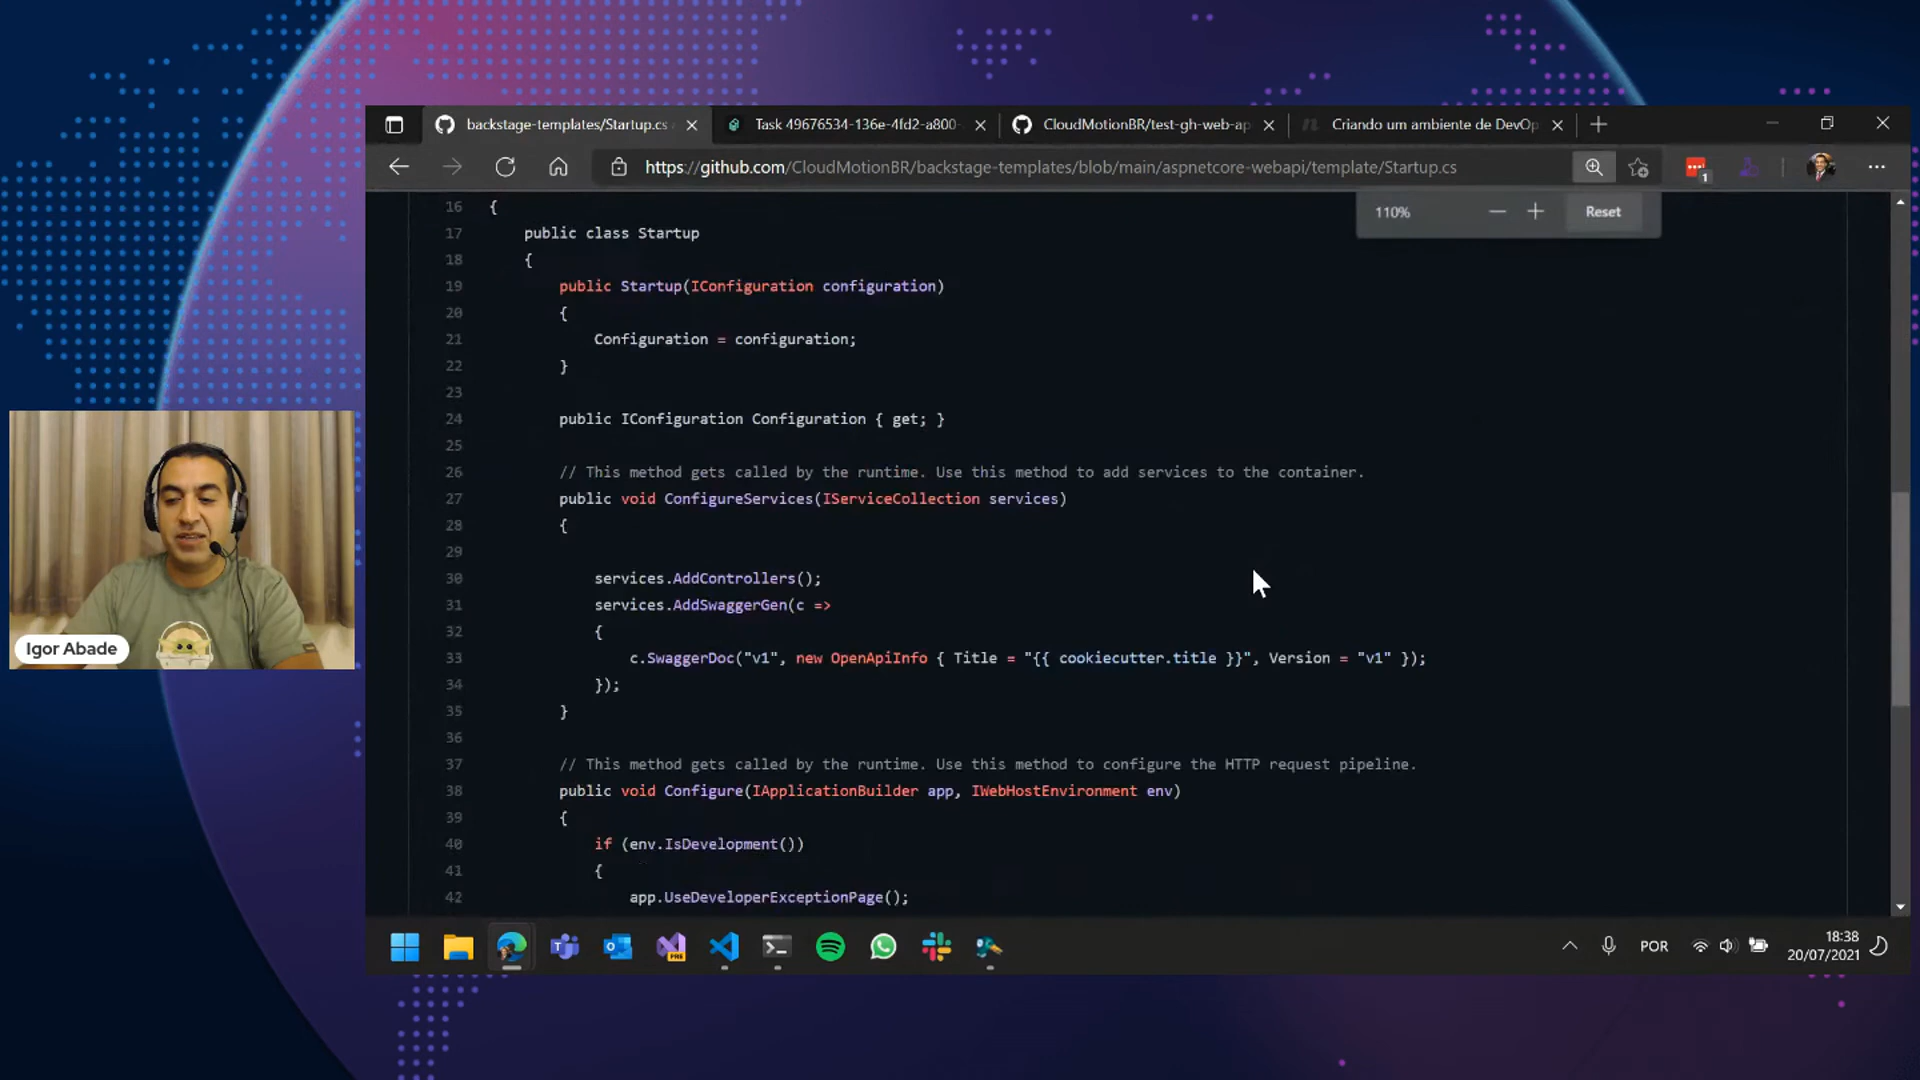 backstage-templates/Startup.cs
Task 49676534-136e-4fd2-a800-
CloudMotionBR/test-gh-web-ap
Criando um ambiente de DevOp
https://github.com/CloudMotionBR/backstage-templates/blob/main/aspnetcore-webapi/template/Startup.cs
1
110%
Reset
16 {
17 public class Startup
18 {
19 public Startup(IConfiguration configuration)
20 {
21 Configuration = configuration;
22 }
23
24 public IConfiguration Configuration { get; }
25
26 // This method gets called by the runtime. Use this method to add services to the container.
27 public void ConfigureServices(IServiceCollection services)
28 {
29
30 services.AddControllers();
31 services.AddSwaggerGen(c =>
32 {
33 c.SwaggerDoc("v1", new OpenApiInfo { Title = "{{ cookiecutter.title }}", Version = "v1" });
34 });
35 }
36
37 // This method gets called by the runtime. Use this method to configure the HTTP request pipeline.
38 public void Configure(IApplicationBuilder app, IWebHostEnvironment env)
39 {
40 if (env.IsDevelopment())
41 {
42 app.UseDeveloperExceptionPage();
Igor Abade
PRE
POR
18:38
20/07/2021